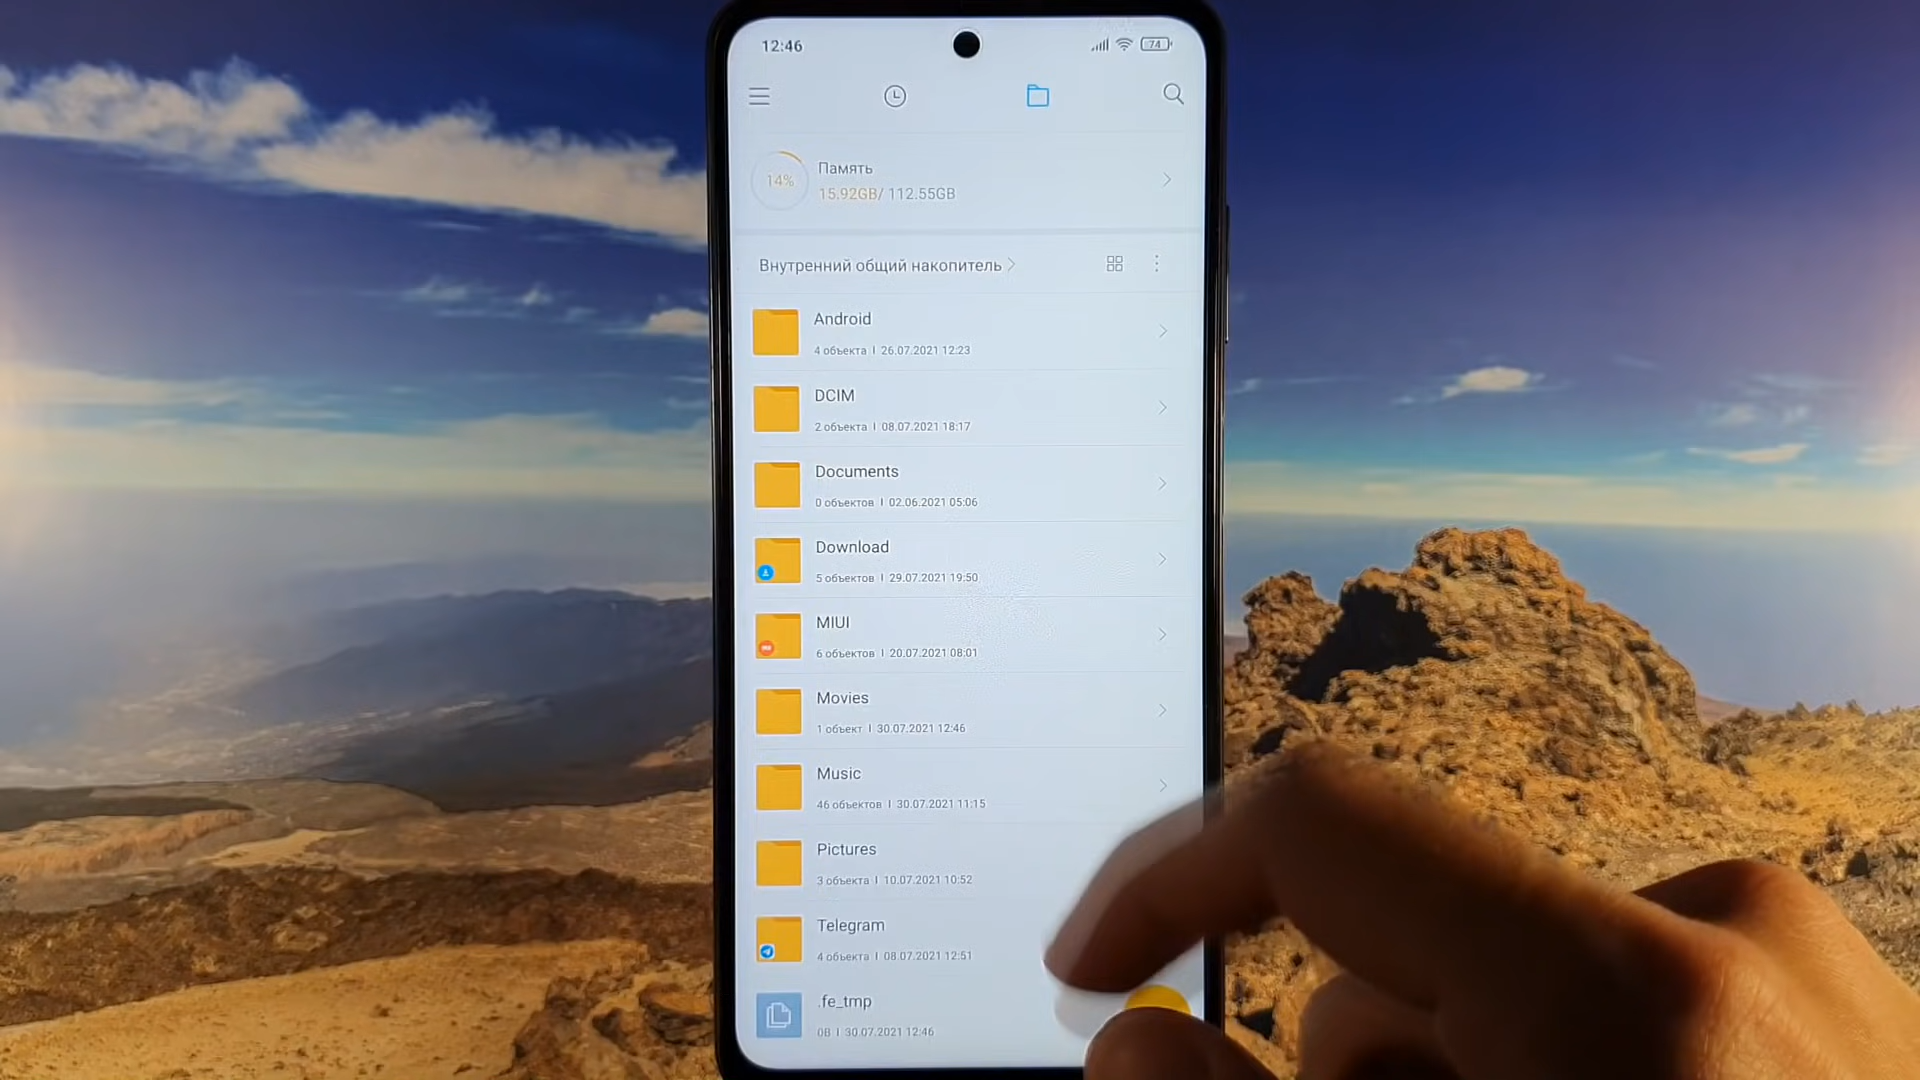 12:46
74
14%
Память
15.92GB/ 112.55GB
Внутренний общий накопитель
Android
4 объекта | 26.07.2021 12:23
DCIM
2 объекта | 08.07.2021 18:17
Documents
0 объектов | 02.06.2021 05:06
Download
5 объектов | 29.07.2021 19:50
MIUI
6 объектов | 20.07.2021 08:01
Movies
1 объект | 30.07.2021 12:46
Music
46 объектов | 30.07.2021 11:15
Pictures
3 объекта | 10.07.2021 10:52
Telegram
4 объекта | 08.07.2021 12:51
.fe_tmp
0B | 30.07.2021 12:46